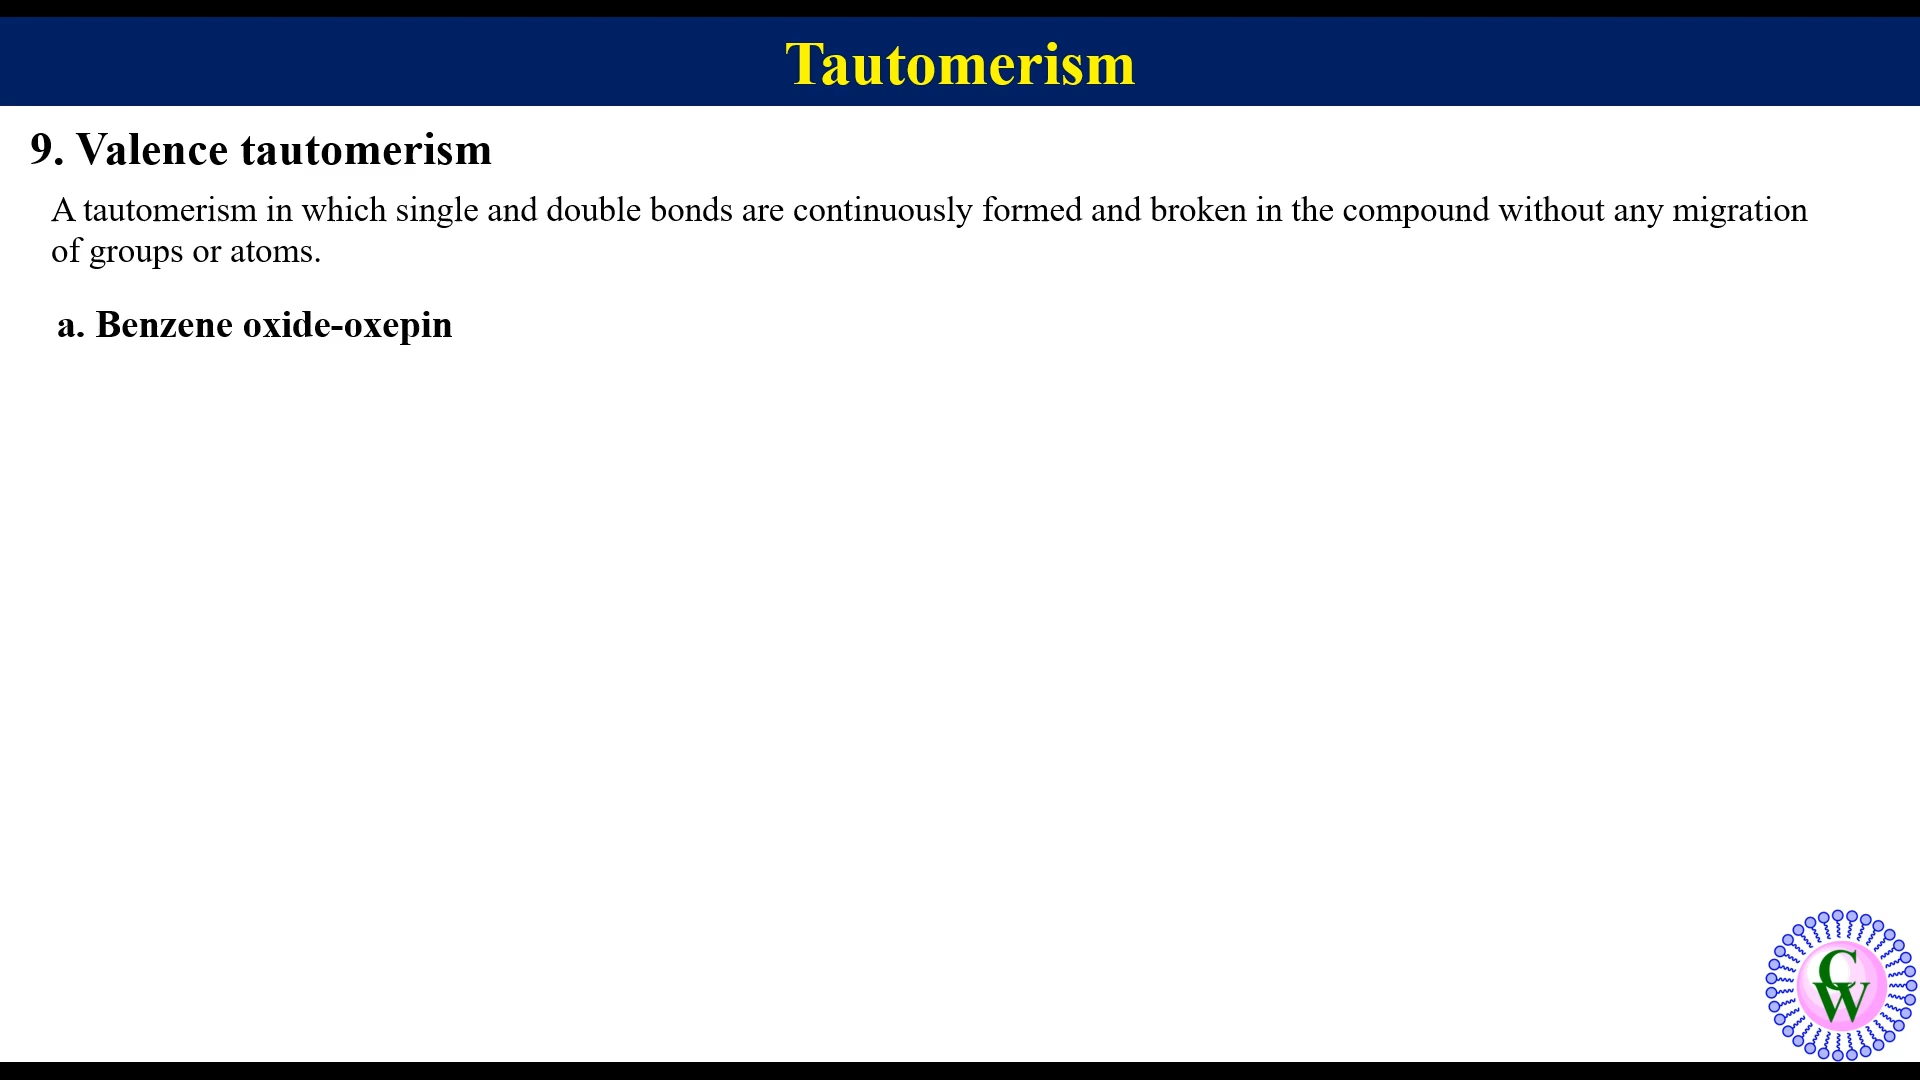 Tautomerism
9. Valence tautomerism
A tautomerism in which single and double bonds are continuously formed and broken in the compound without any migration
of groups or atoms.
a. Benzene oxide-oxepin
CW